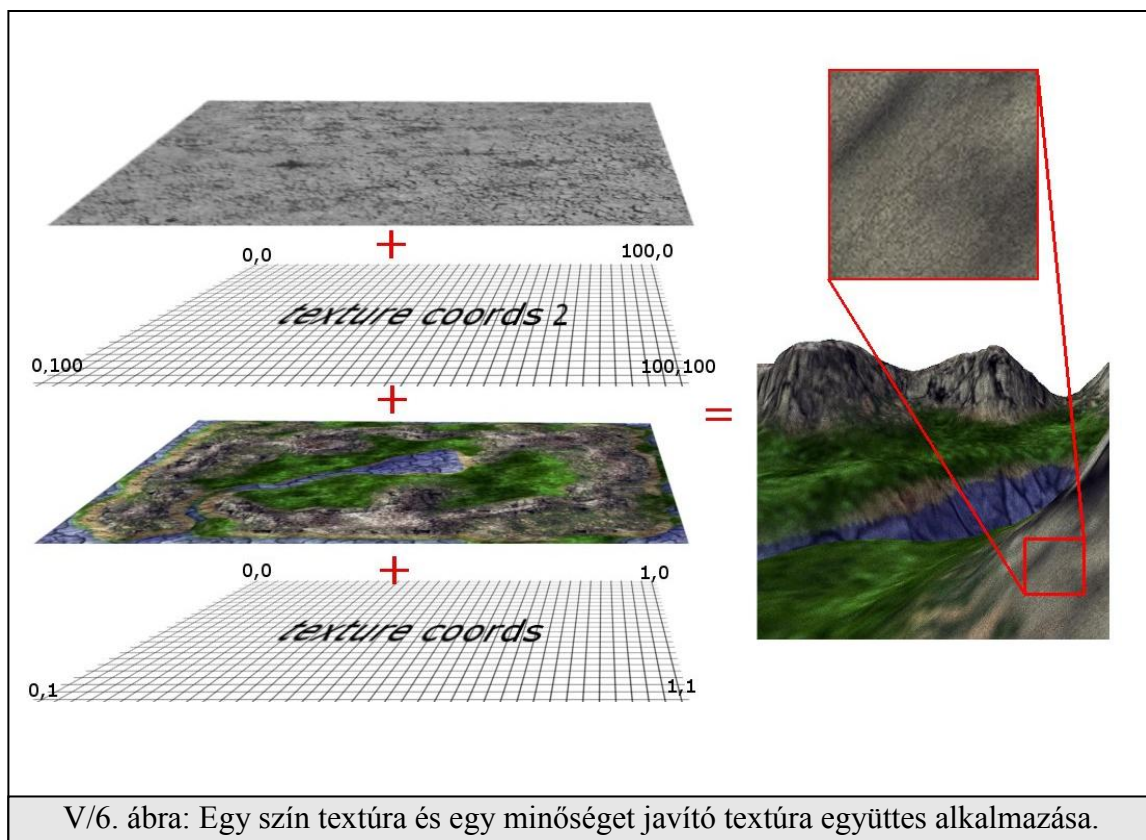 0,0
100,0
texture coords 2
0,100
100,100
0,0
1,0
texture coords
0,1
1,1
V/6. ábra: Egy szín textúra és egy minőséget javító textúra együttes alkalmazása.